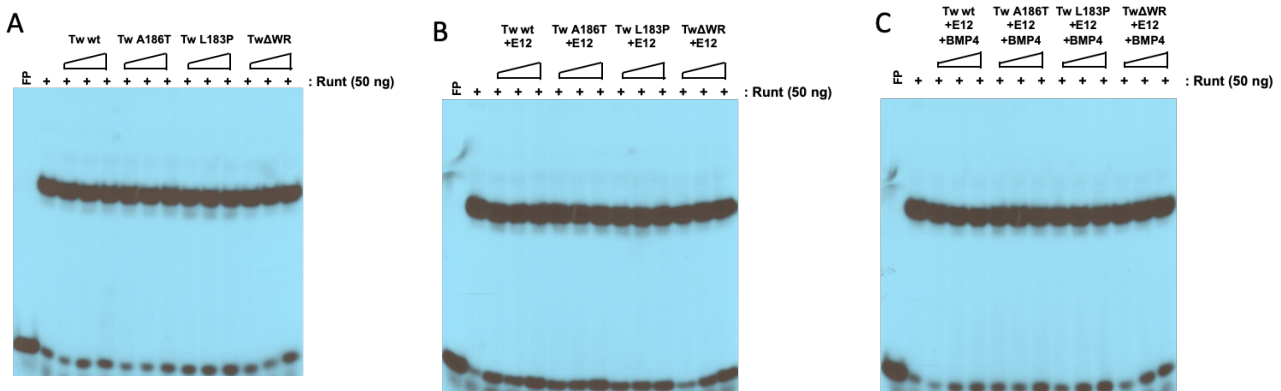 A
Tw wt Tw A186T Tw L183P TwΔWR
FP + + + + + + + + + + + + + : Runt (50 ng)
B
Tw wt Tw A186T Tw L183P TwΔWR
+E12 +E12 +E12 +E12
FP + + + + + + + + + + + + + : Runt (50 ng)
C
Tw wt Tw A186T Tw L183P TwΔWR
+E12 +E12 +E12 +E12
+BMP4 +BMP4 +BMP4 +BMP4
FP + + + + + + + + + + + + + : Runt (50 ng)